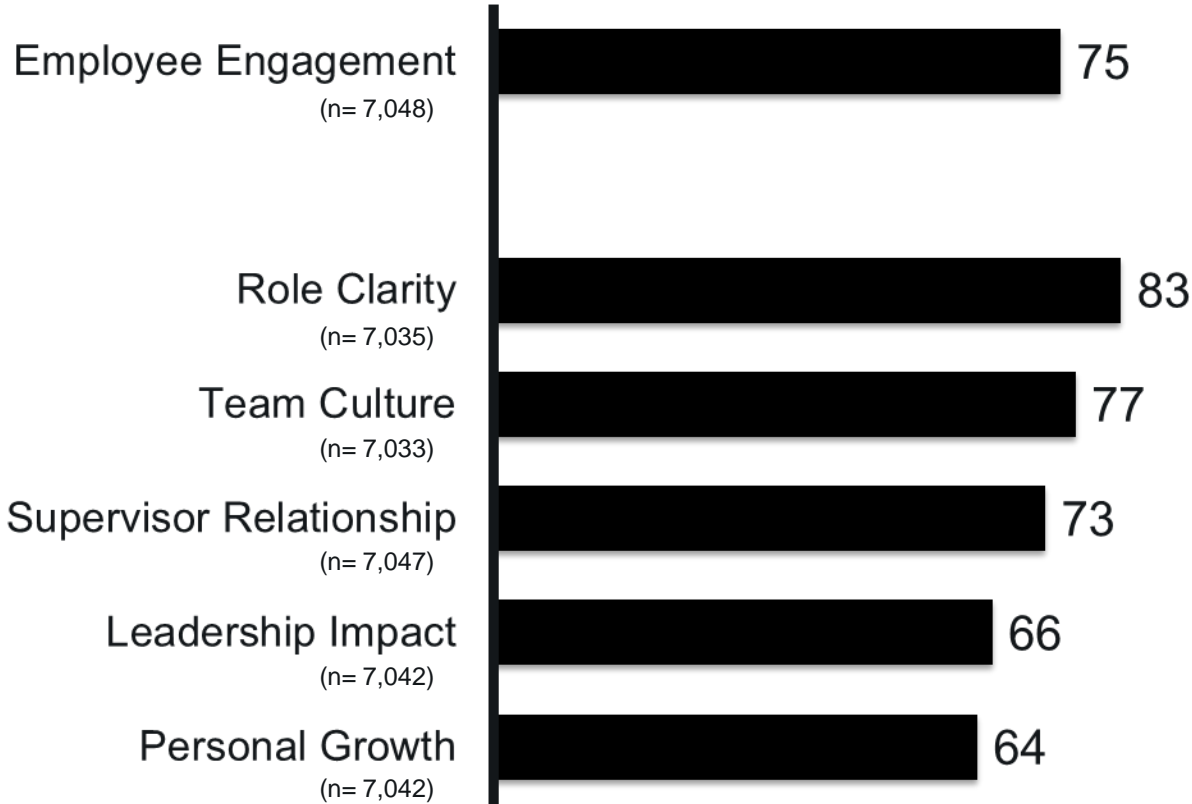 Employee Engagement 75
(n= 7,048)
Role Clarity 83
(n= 7,035)
Team Culture 77
(n= 7,033)
Supervisor Relationship 73
(n= 7,047)
Leadership Impact 66
(n= 7,042)
Personal Growth 64
(n= 7,042)